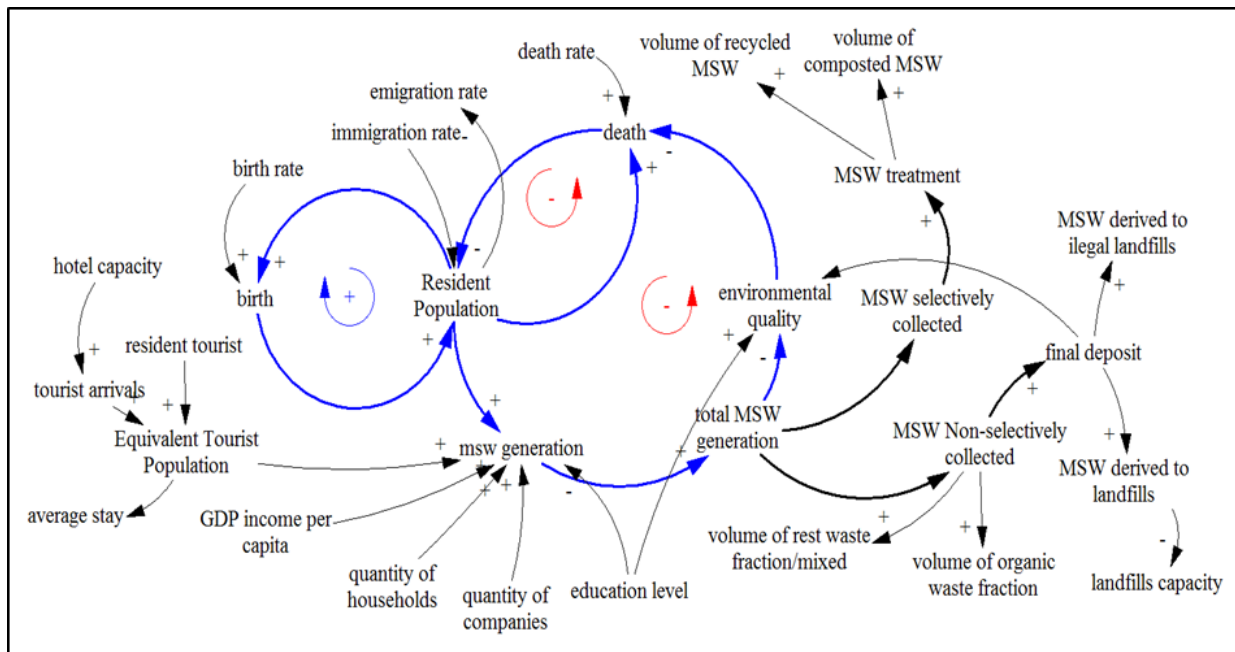 death rate
volume of recycled
MSW
volume of
composted MSW
emigration rate
immigration rate
-
death
+
-
+
+
+
birth rate
MSW treatment
+
MSW derived to
ilegal landfills
+
hotel capacity
+
+
birth
+
-
-
-
Resident
Population
+
environmental
quality
MSW selectively
collected
resident tourist
+
-
final deposit
+
tourist arrivals
+
+
Equivalent Tourist
Population
+
msw generation
+
+
+
+
-
+
total MSW
generation
MSW Non-selectively
collected
+
+
MSW derived to
landfills
average stay
GDP income per
capita
+
+
volume of rest waste
fraction/mixed
volume of organic
waste fraction
-
landfills capacity
quantity of
households
quantity of
companies
education level